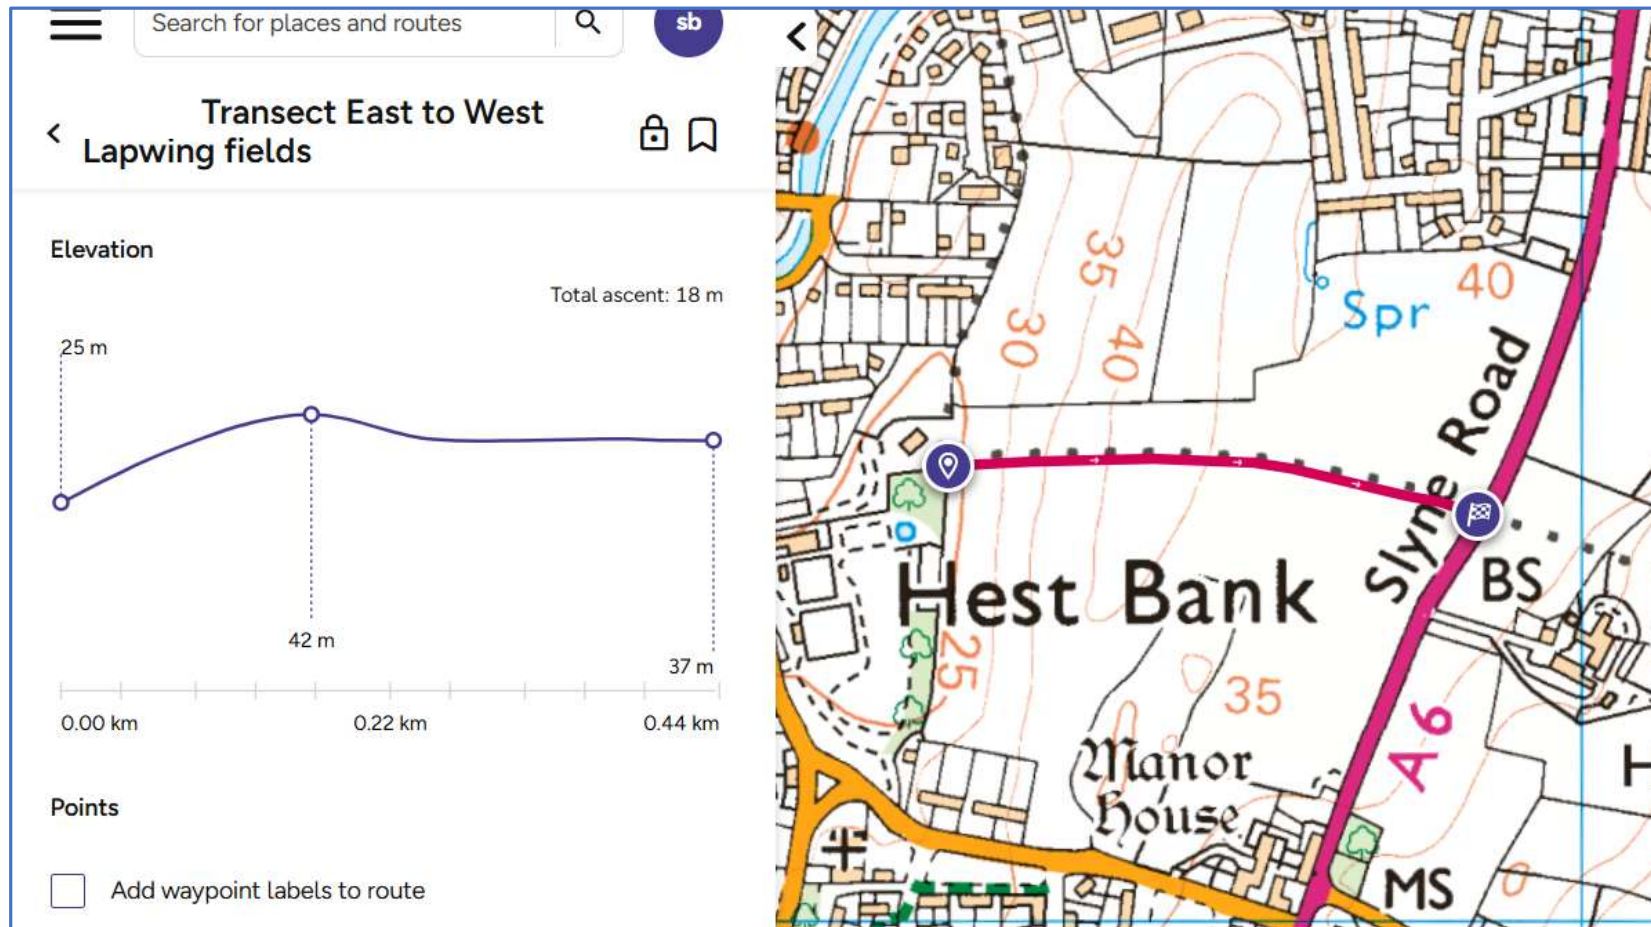 Search for places and routes
sb
Transect East to West
Lapwing fields
Elevation
Total ascent: 18 m
25 m
42 m
37 m
0.00 km 0.22 km 0.44 km
Points
Add waypoint labels to route
35
30
40
40
Spr
Slyne Road
Hest Bank
BS
25
35
A6
Manor
House
H
MS